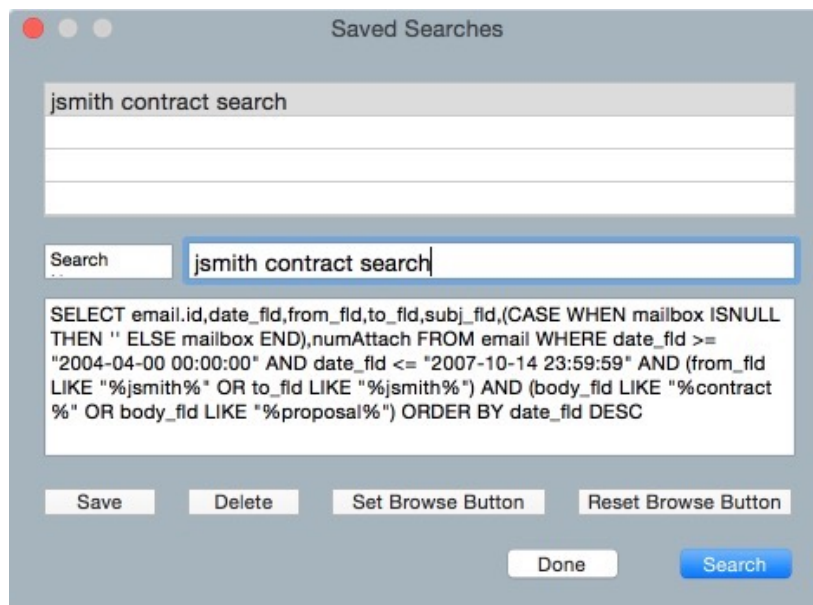 Saved Searches
jsmith contract search
Search
jsmith contract search
SELECT email.id,date_fld,from_fld,to_fld,subj_fld,(CASE WHEN mailbox ISNULL
THEN '' ELSE mailbox END),numAttach FROM email WHERE date_fld >=
"2004-04-00 00:00:00" AND date_fld <= "2007-10-14 23:59:59" AND (from_fld
LIKE "%jsmith%" OR to_fld LIKE "%jsmith%") AND (body_fld LIKE "%contract
%" OR body_fld LIKE "%proposal%") ORDER BY date_fld DESC
Save Delete Set Browse Button Reset Browse Button
Done Search